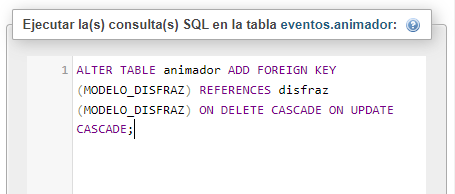 Ejecutar la(s) consulta(s) SQL en la tabla eventos.animador:
1 ALTER TABLE animador ADD FOREIGN KEY
(MODELO_DISFRAZ) REFERENCES disfraz
(MODELO_DISFRAZ) ON DELETE CASCADE ON UPDATE
CASCADE;